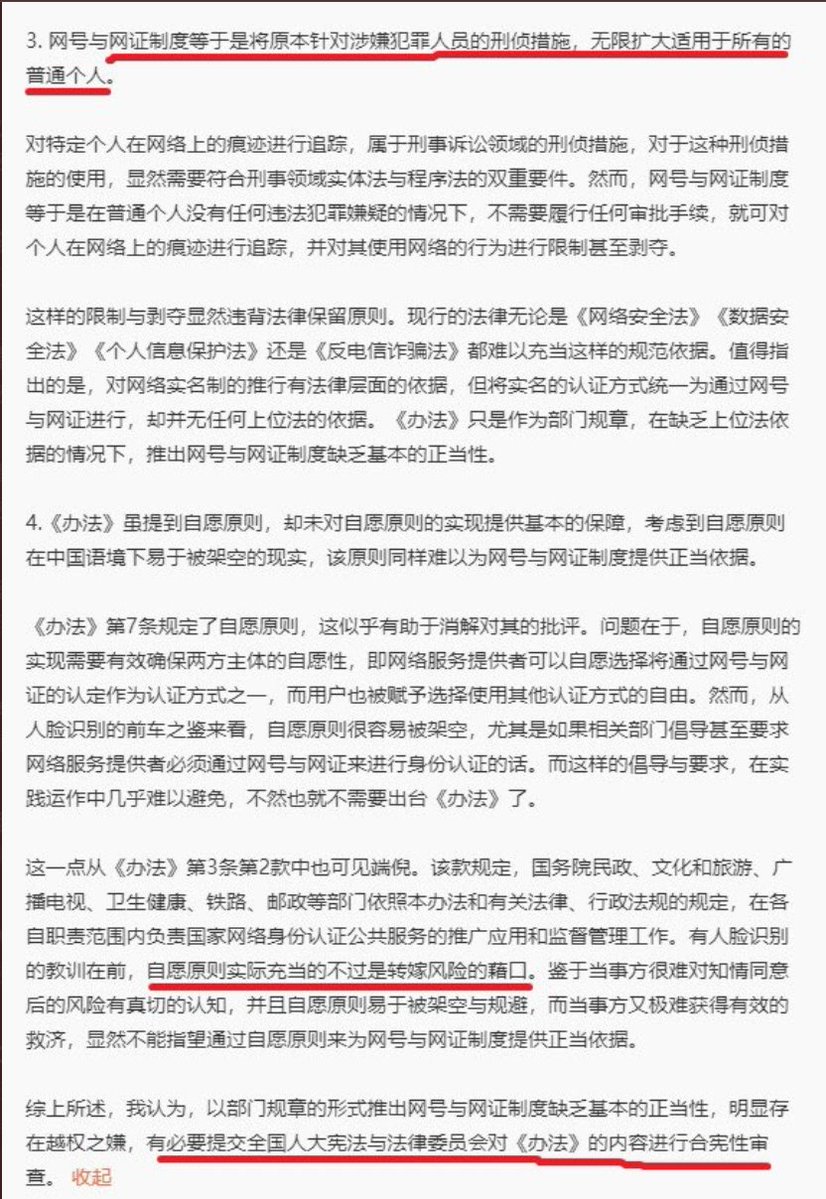 3. 网号与网证制度等于是将原本针对涉嫌犯罪人员的刑侦措施，无限扩大适用于所有的
普通个人。
对特定个人在网络上的痕迹进行追踪，属于刑事诉讼领域的刑侦措施，对于这种刑侦措
施的使用，显然需要符合刑事领域实体法与程序法的双重要件。然而，网号与网证制度
等于是在普通个人没有任何违法犯罪嫌疑的情况下，不需要履行任何审批手续，就可对
个人在网络上的痕迹进行追踪，并对其使用网络的行为进行限制甚至剥夺。
这样的限制与剥夺显然违背法律保留原则。现行的法律无论是《网络安全法》《数据安
全法》《个人信息保护法》还是《反电信诈骗法》都难以充当这样的规范依据。值得指
出的是，对网络实名制的推行有法律层面的依据，但将实名的认证方式统一为通过网号
与网证进行，却并无任何上位法的依据。《办法》只是作为部门规章，在缺乏上位法依
据的情况下，推出网号与网证制度缺乏基本的正当性。
4.《办法》虽提到自愿原则，却未对自愿原则的实现提供基本的保障，考虑到自愿原则
在中国语境下易于被架空的现实，该原则同样难以为网号与网证制度提供正当依据。
《办法》第7条规定了自愿原则，这似乎有助于消解对其的批评。问题在于，自愿原则的
实现需要有效确保两方主体的自愿性，即网络服务提供者可以自愿选择将通过网号与网
证的认定作为认证方式之一，而用户也被赋予选择使用其他认证方式的自由。然而，从
人脸识别的前车之鉴来看，自愿原则很容易被架空，尤其是如果相关部门倡导甚至要求
网络服务提供者必须通过网号与网证来进行身份认证的话。而这样的倡导与要求，在实
践运作中几乎难以避免，不然也就不需要出台《办法》了。
这一点从《办法》第3条第2款中也可见端倪。该款规定，国务院民政、文化和旅游、广
播电视、卫生健康、铁路、邮政等部门依照本办法和有关法律、行政法规的规定，在各
自职责范围内负责国家网络身份认证公共服务的推广应用和监督管理工作。有人脸识别
的教训在前，自愿原则实际充当的不过是转嫁风险的藉口。鉴于当事方很难对知情同意
后的风险有真切的认知，并且自愿原则易于被架空与规避，而当事方又极难获得有效的
救济，显然不能指望通过自愿原则来为网号与网证制度提供正当依据。
综上所述，我认为，以部门规章的形式推出网号与网证制度缺乏基本的正当性，明显存
在越权之嫌，有必要提交全国人大宪法与法律委员会对《办法》的内容进行合宪性审
查。 收起